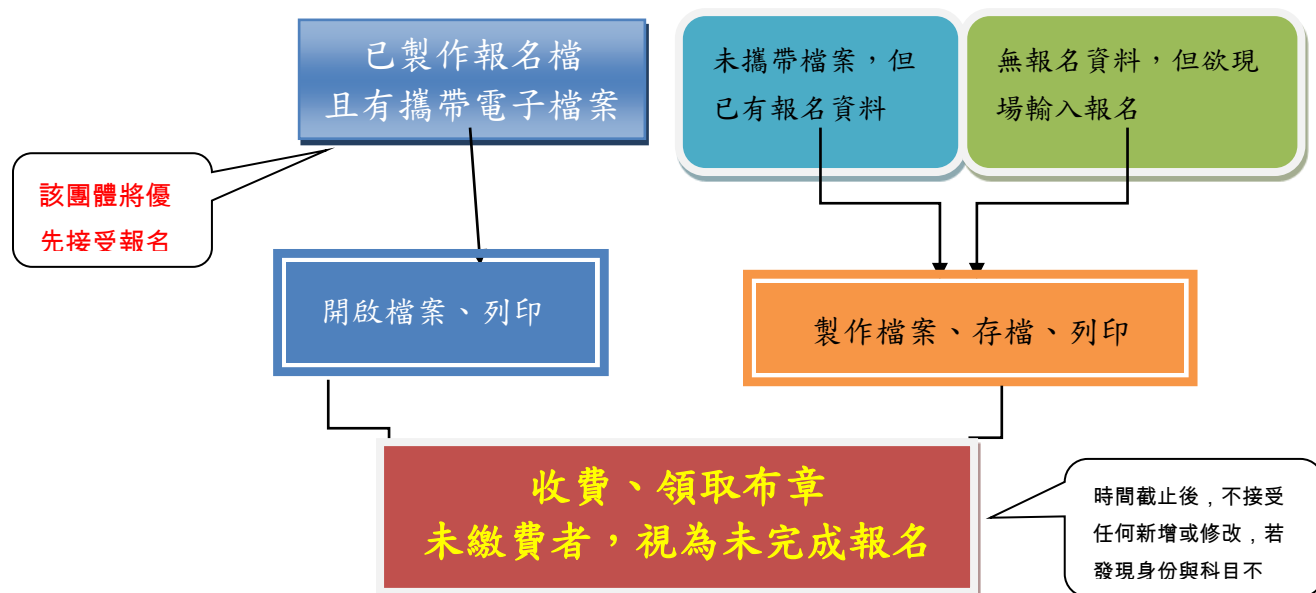 已製作報名檔
且有攜帶電子檔案
未攜帶檔案，但
已有報名資料
無報名資料，但欲現
場輸入報名
該團體將優
先接受報名
開啟檔案、列印
製作檔案、存檔、列印
收費、領取布章
未繳費者，視為未完成報名
時間截止後，不接受
任何新增或修改，若
發現身份與科目不